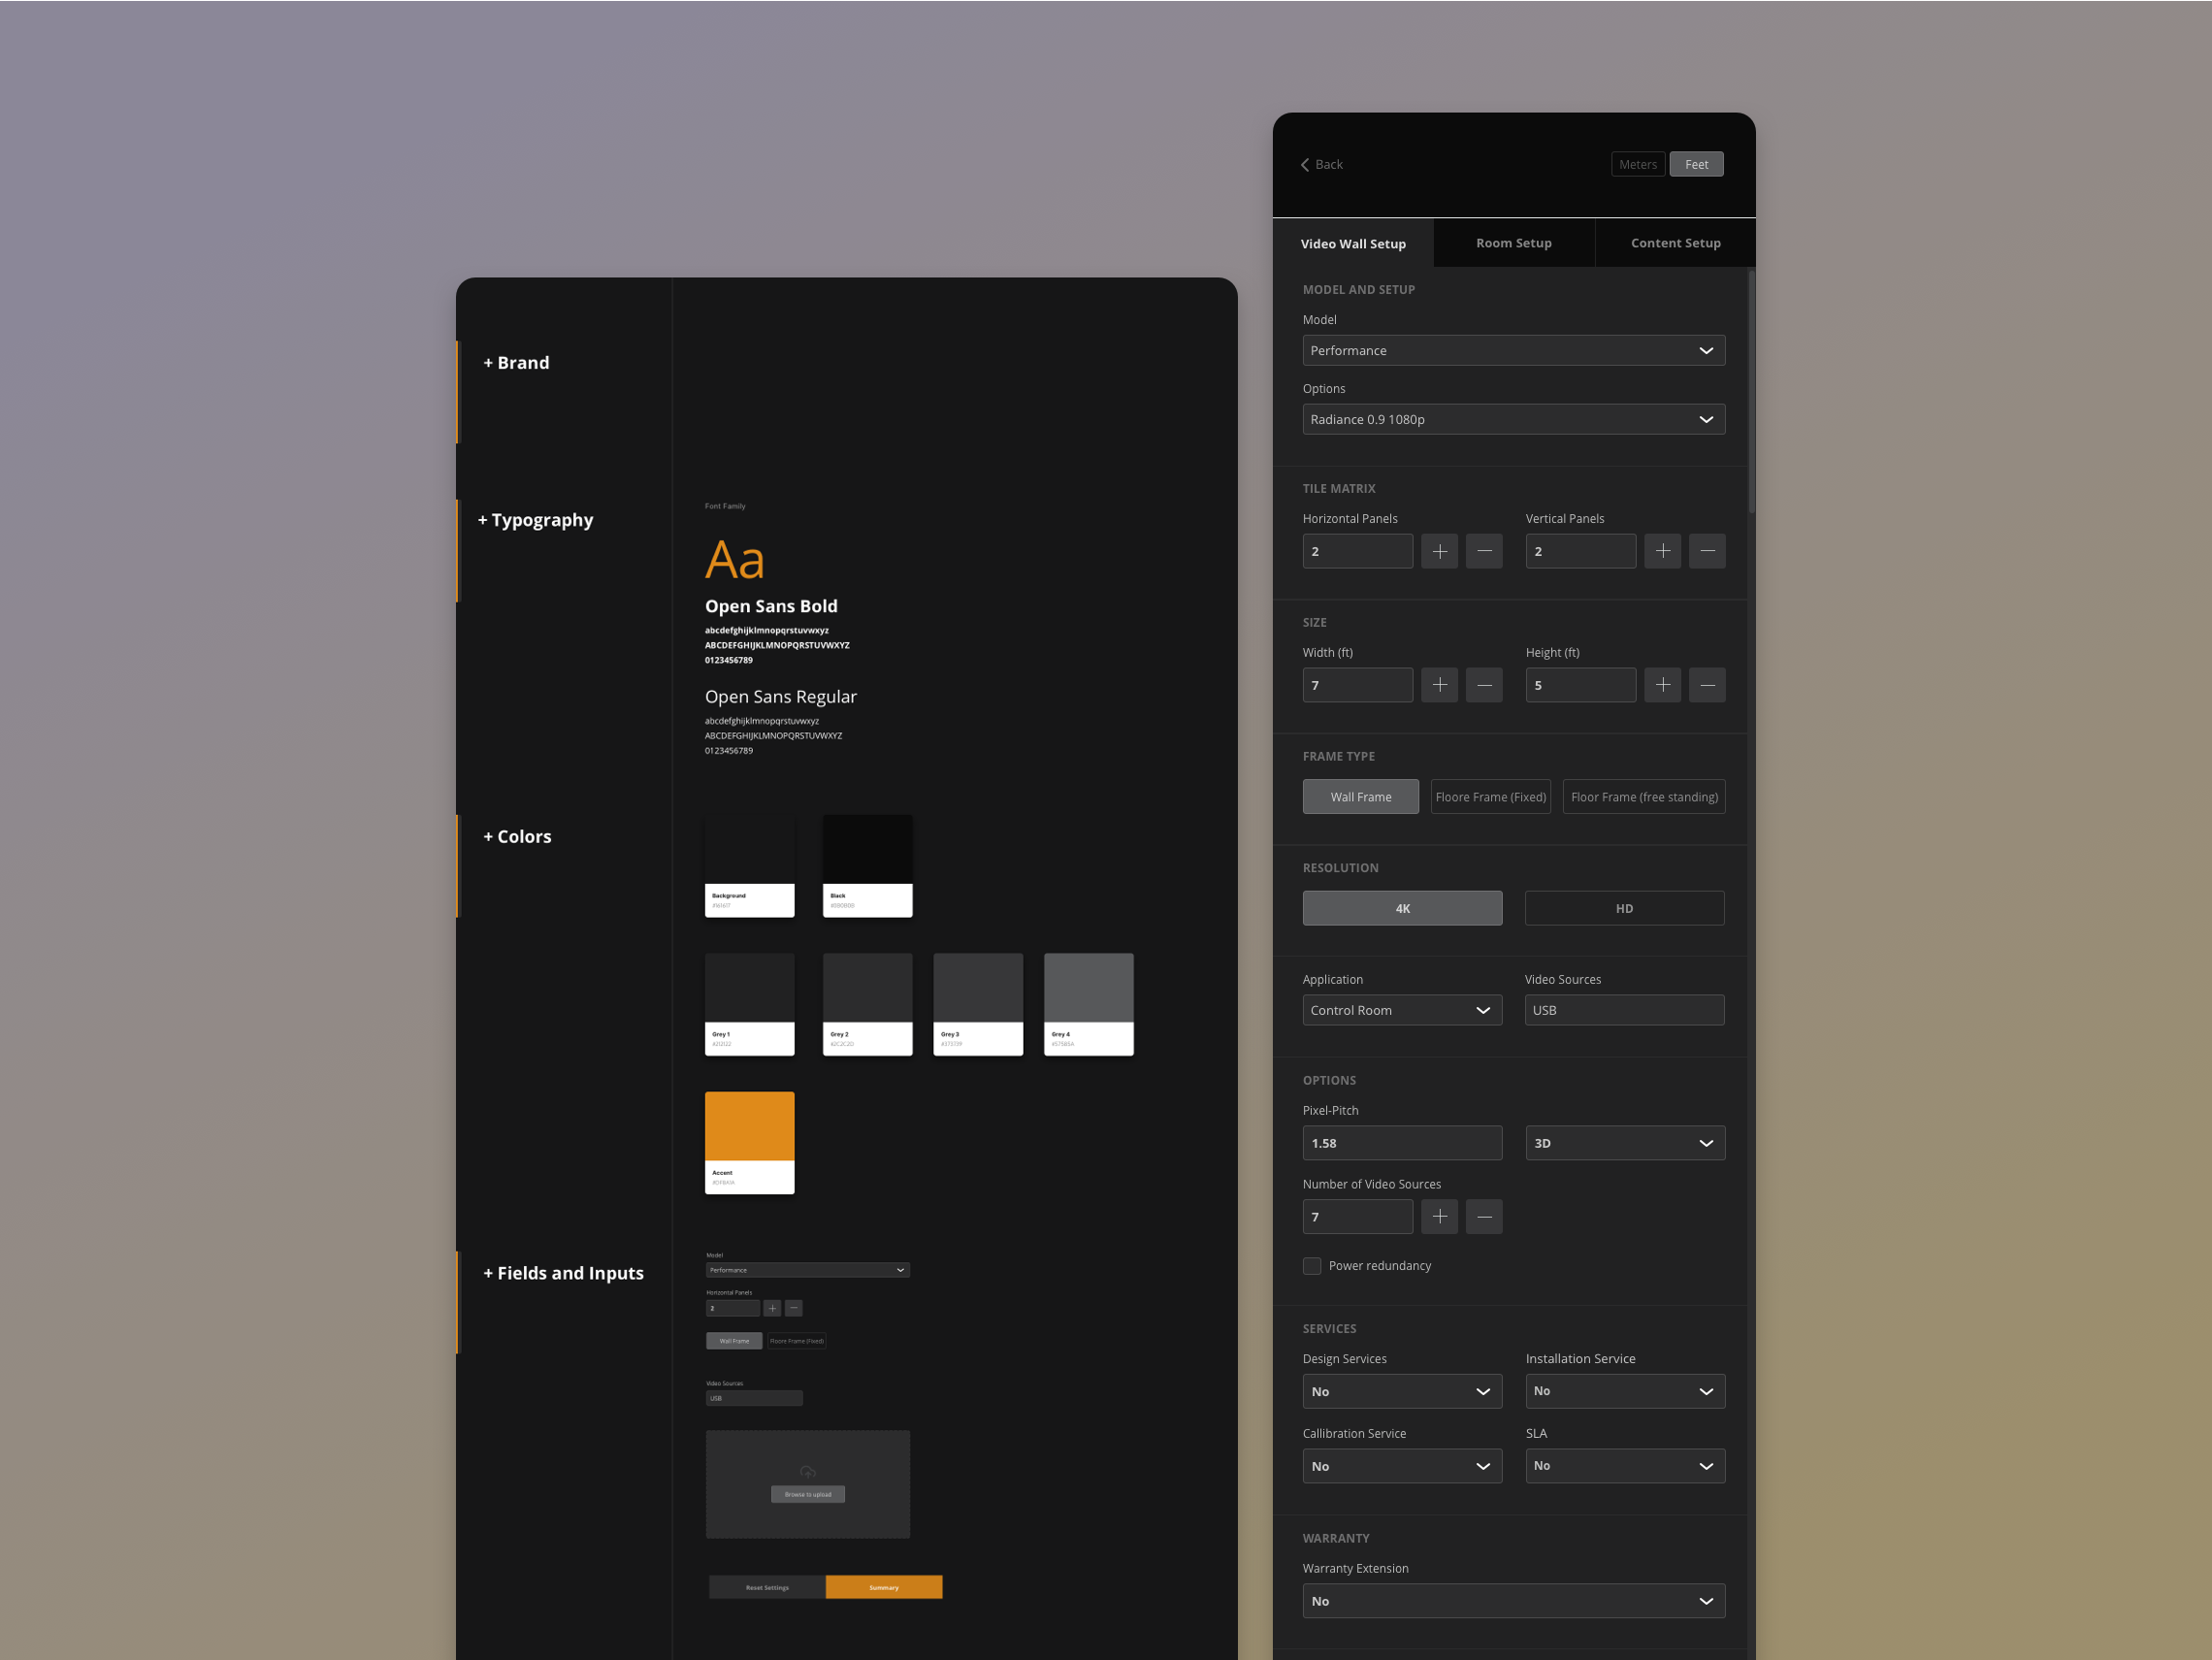 + Brand
+ Typography
Font Family
Aa
Open Sans Bold
abcdefghijklmnopqrstuvwxyz
ABCDEFGHIJKLMNOPQRSTUVWXYZ
0123456789
Open Sans Regular
abcdefghijklmnopqrstuvwxyz
ABCDEFGHIJKLMNOPQRSTUVWXYZ
0123456789
+ Colors
Background
Black
Grey 1
#212122
Grey 2
#2C2C2D
Grey 3
#373739
Grey 4
#57585A
Accent
+ Fields and Inputs
Model
Performance
Horizontal Panels
2
Wall Frame
Floore Frame (Fixed)
Video Sources
USB
Browse to upload
Reset Settings
Summary
Back
Meters
Feet
Video Wall Setup
Room Setup
Content Setup
MODEL AND SETUP
Model
Performance
Options
Radiance 0.9 1080p
TILE MATRIX
Horizontal Panels
Vertical Panels
2
2
SIZE
Width (ft)
Height (ft)
7
5
FRAME TYPE
Wall Frame
Floore Frame (Fixed)
Floor Frame (free standing)
RESOLUTION
4K
HD
Application
Video Sources
Control Room
USB
OPTIONS
Pixel-Pitch
1.58
3D
Number of Video Sources
7
Power redundancy
SERVICES
Design Services
Installation Service
No
No
Callibration Service
SLA
No
No
WARRANTY
Warranty Extension
No